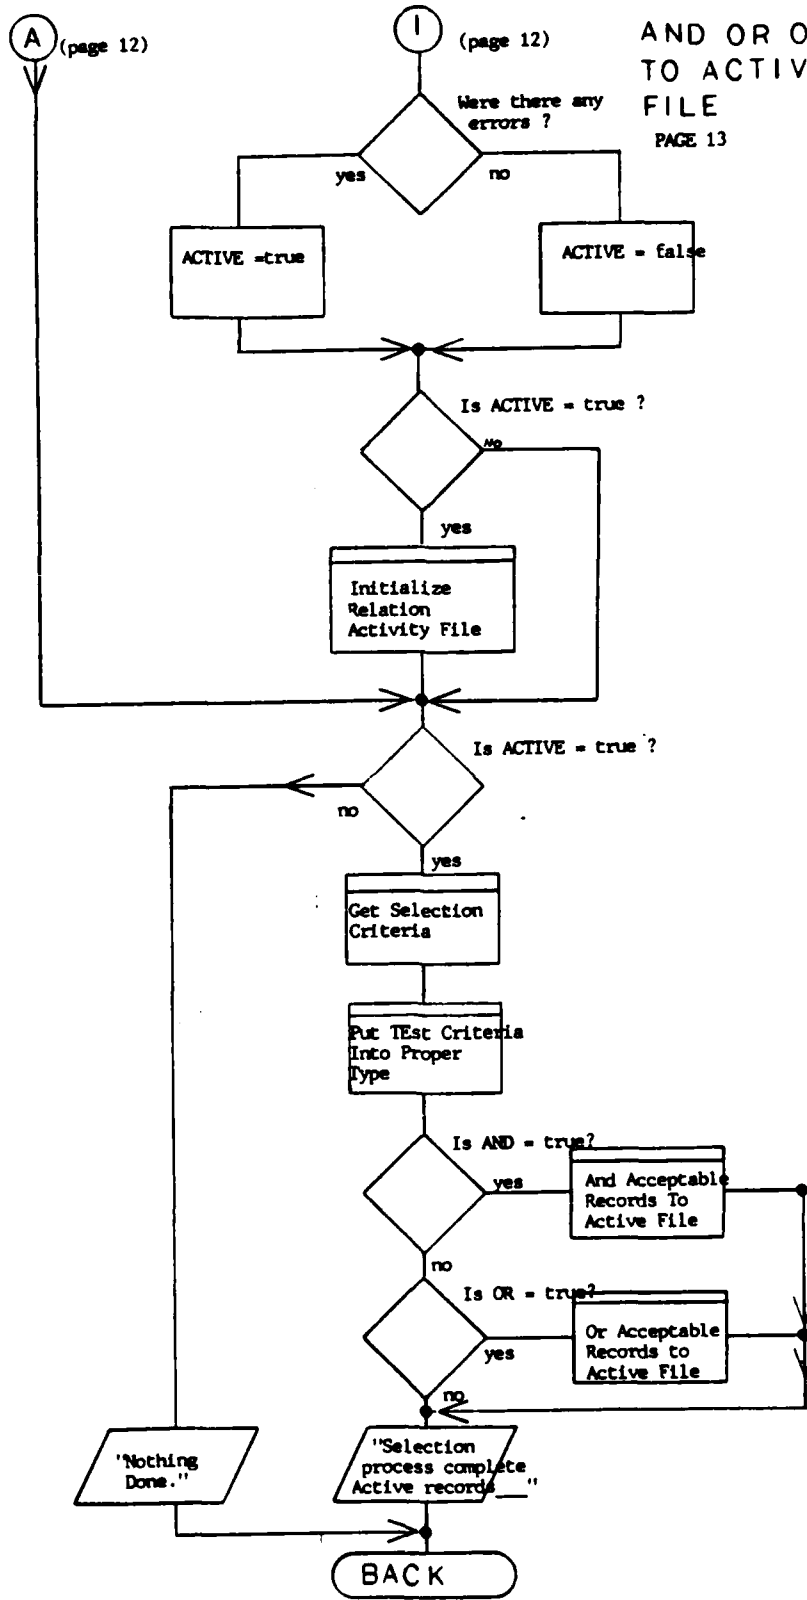 A
(page 12)
I
(page 12)
AND OR O
TO ACTIV
FILE
PAGE 13
Were there any
errors ?
yes
no
ACTIVE =true
ACTIVE = false
Is ACTIVE = true ?
No
yes
Initialize
Relation
Activity File
Is ACTIVE = true ?
no
yes
Get Selection
Criteria
Put TEst Criteria
Into Proper
Type
Is AND = true?
yes
And Acceptable
Records To
Active File
no
Is OR = true?
yes
Or Acceptable
Records to
Active File
no
"Nothing
Done."
"Selection
process complete
Active records___"
BACK